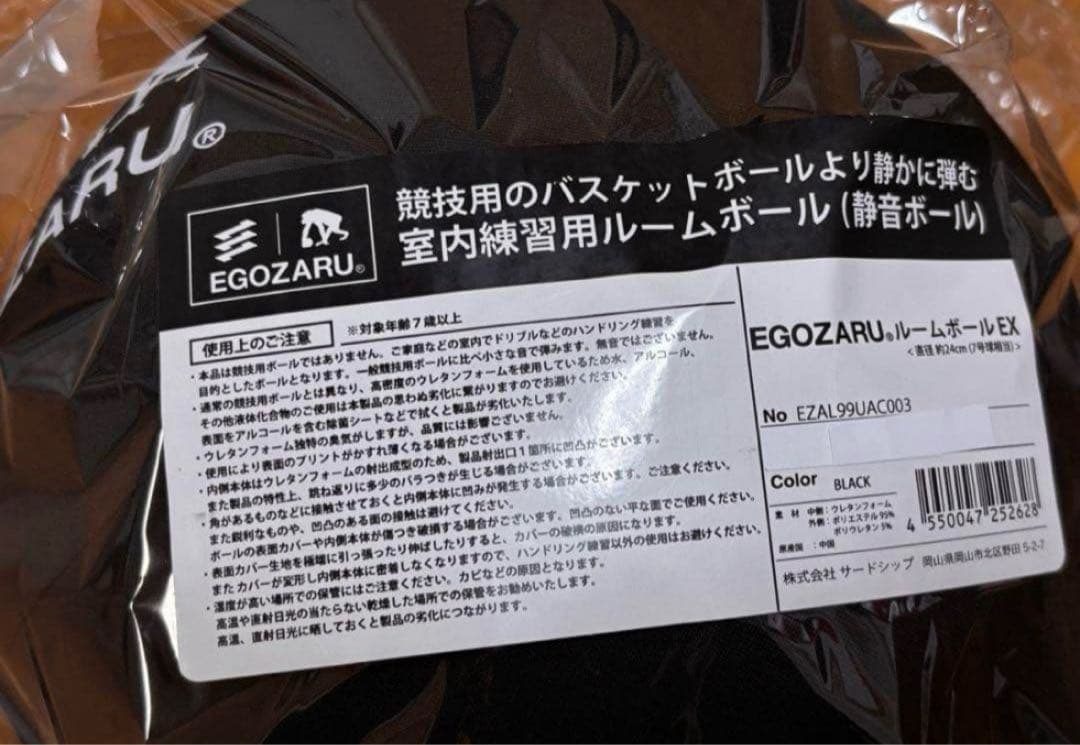 ARU®
EGOZARU®
競技用のバスケットボールより静かに弾む
室内練習用ルームボール(静音ボール)
使用上のご注意
※対象年齢7歳以上
・本品は競技用ボールではありません。ご家庭などの室内でドリブルなどのハンドリング練習を
目的としたボールとなります。一般競技用ボールに比べ小さな音で弾みます。無音ではございません。
・通常の競技用ボールとは異なり、高密度のウレタンフォームを使用しているため水、アルコール、
その他液体化合物のご使用は本製品の思わぬ劣化に繋がりますのでお避けください。
表面をアルコールを含む除菌シートなどで拭くと製品が劣化いたします。
・ウレタンフォーム独特の臭気がしますが、品質には影響ございません。
・使用により表面のプリントがかすれ薄くなる場合がございます。
・内側本体はウレタンフォームの射出成型のため、製品射出口1箇所に凹凸がございます。
また製品の特性上、跳ね返りに多少のバラつきが生じる場合がございます。
・角があるものなどに接触させておくと内側本体に凹みが発生する場合がございます。ご注意ください。
また鋭利なものや、凹凸のある面の接触は避けてください。
ボールの表面カバーや内側本体が傷つき破損する場合がございます。凹凸のない平な面でご使用ください。
・表面カバー生地を極端に引っ張ったり伸ばしたりすると、カバーの破損の原因になります。
またカバーが変形し内側本体に密着しなくなりますので、ハンドリング練習以外の使用はお避けください。
・湿度が高い場所での保管にはご注意ください。カビなどの原因となります。
高温や直射日光の当たらない乾燥した場所での保管をお勧めいたします。
高温、直射日光に晒しておくと製品の劣化につながります。
EGOZARU®ルームボールEX
<直径 約24cm(7号球相当)>
No EZAL99UAC003
Color BLACK
素材 中側:ウレタンフォーム
外側:ポリエステル95%
ポリウレタン5%
原産国:中国
4 550047 252628
株式会社 サードシップ 岡山県岡山市北区野田 5-2-7